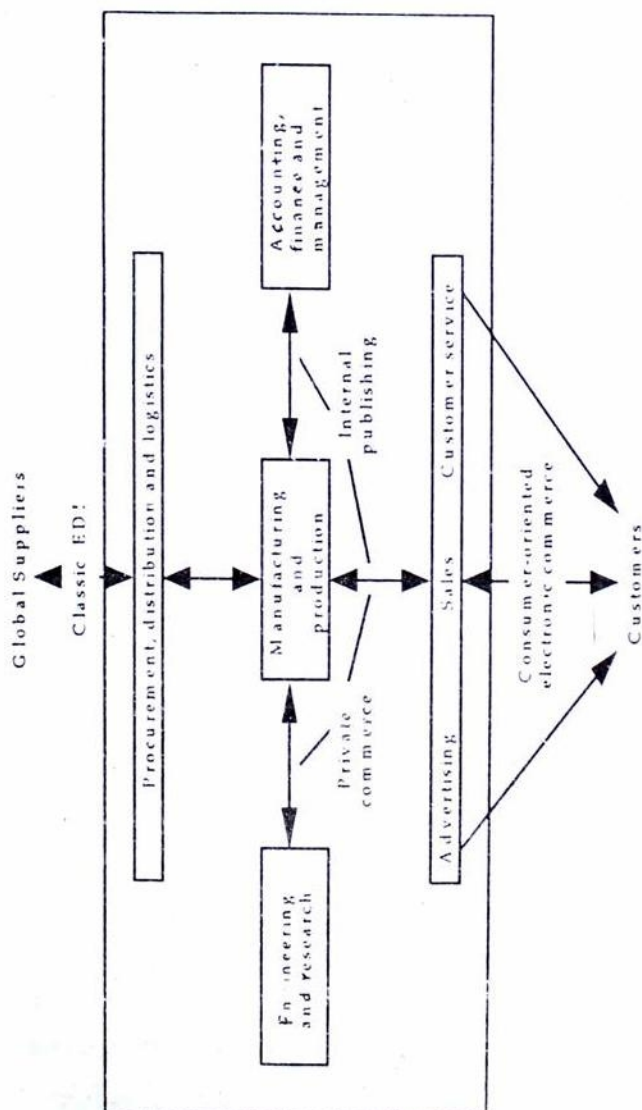 Global Suppliers
Classic EDI
Procurement, distribution and logistics
Engineering
and research
Manufacturing
and
production
Accounting,
finance and
management
Private
commerce
Internal
publishing
Advertising
Sales
Customer service
Consumer-oriented
electronic commerce
Customers